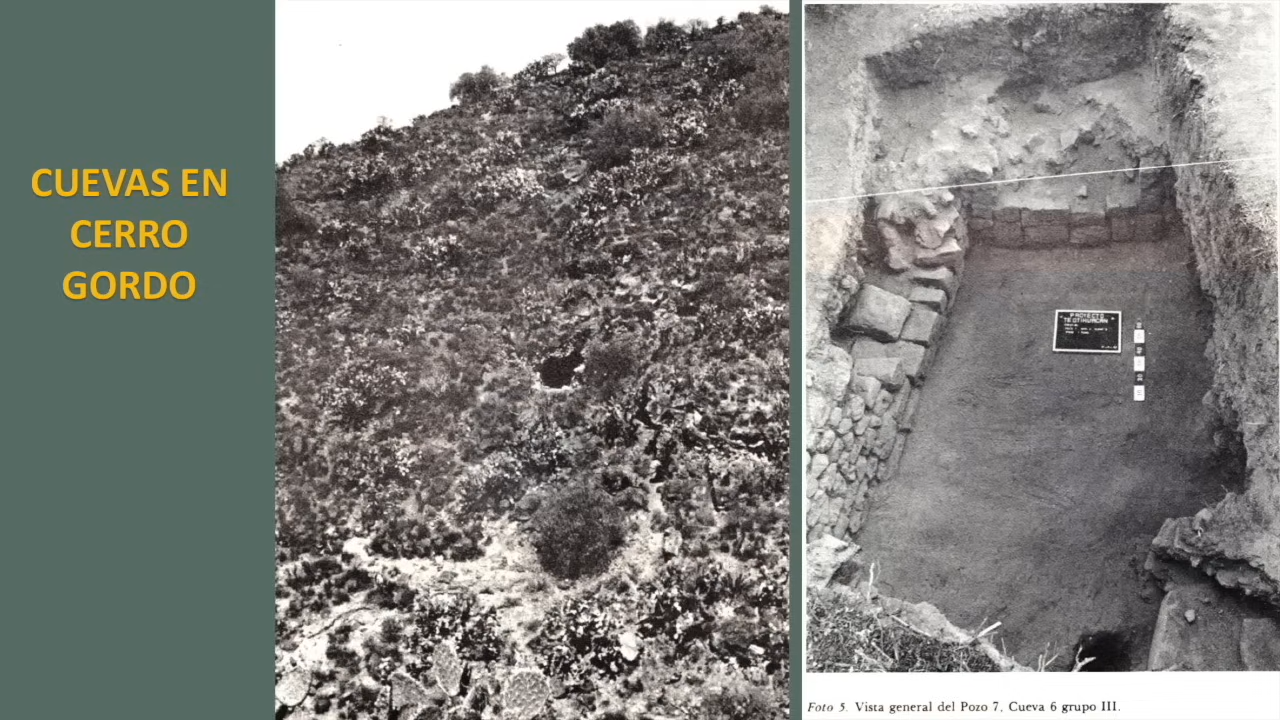 CUEVAS EN
CERRO
GORDO
PROYECTO
TEOTIHUACAN
Foto 5. Vista general del Pozo 7, Cueva 6 grupo III.